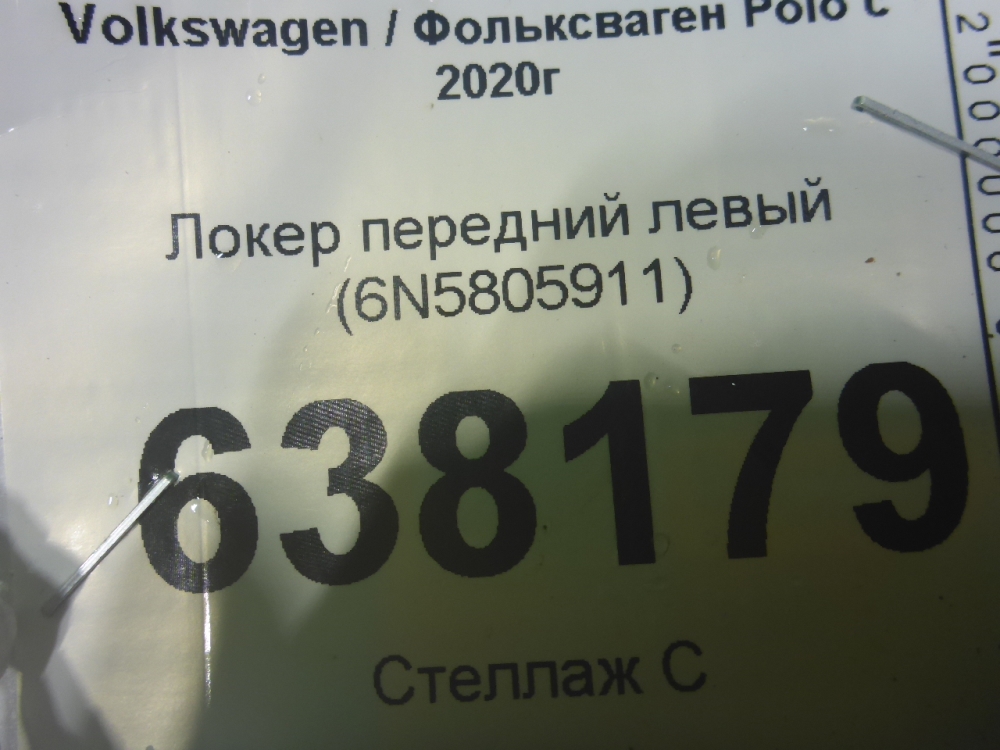 Volkswagen / Фольксваген Polo с
2020г
Локер передний левый
(6N5805911)
638179
Стеллаж С